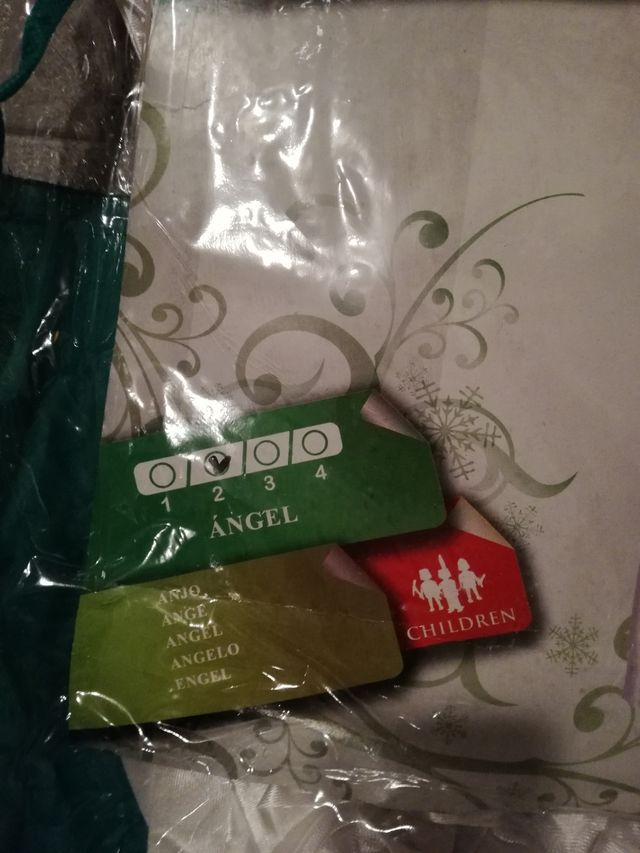 1 2 3 4
ÁNGEL
ANJO
ANGE
ANGEL
ANGELO
ENGEL
CHILDREN